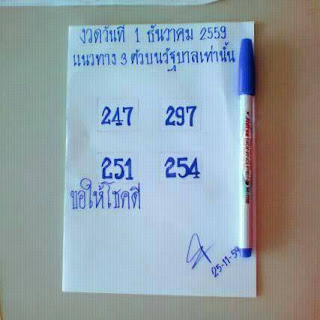 งวดวันที่ 1 ธันวาคม 2559
แนวทาง 3 ตัวบนรัฐบาลเท่านั้น
247 297
251 254
ขอให้โชคดี
25-11-59